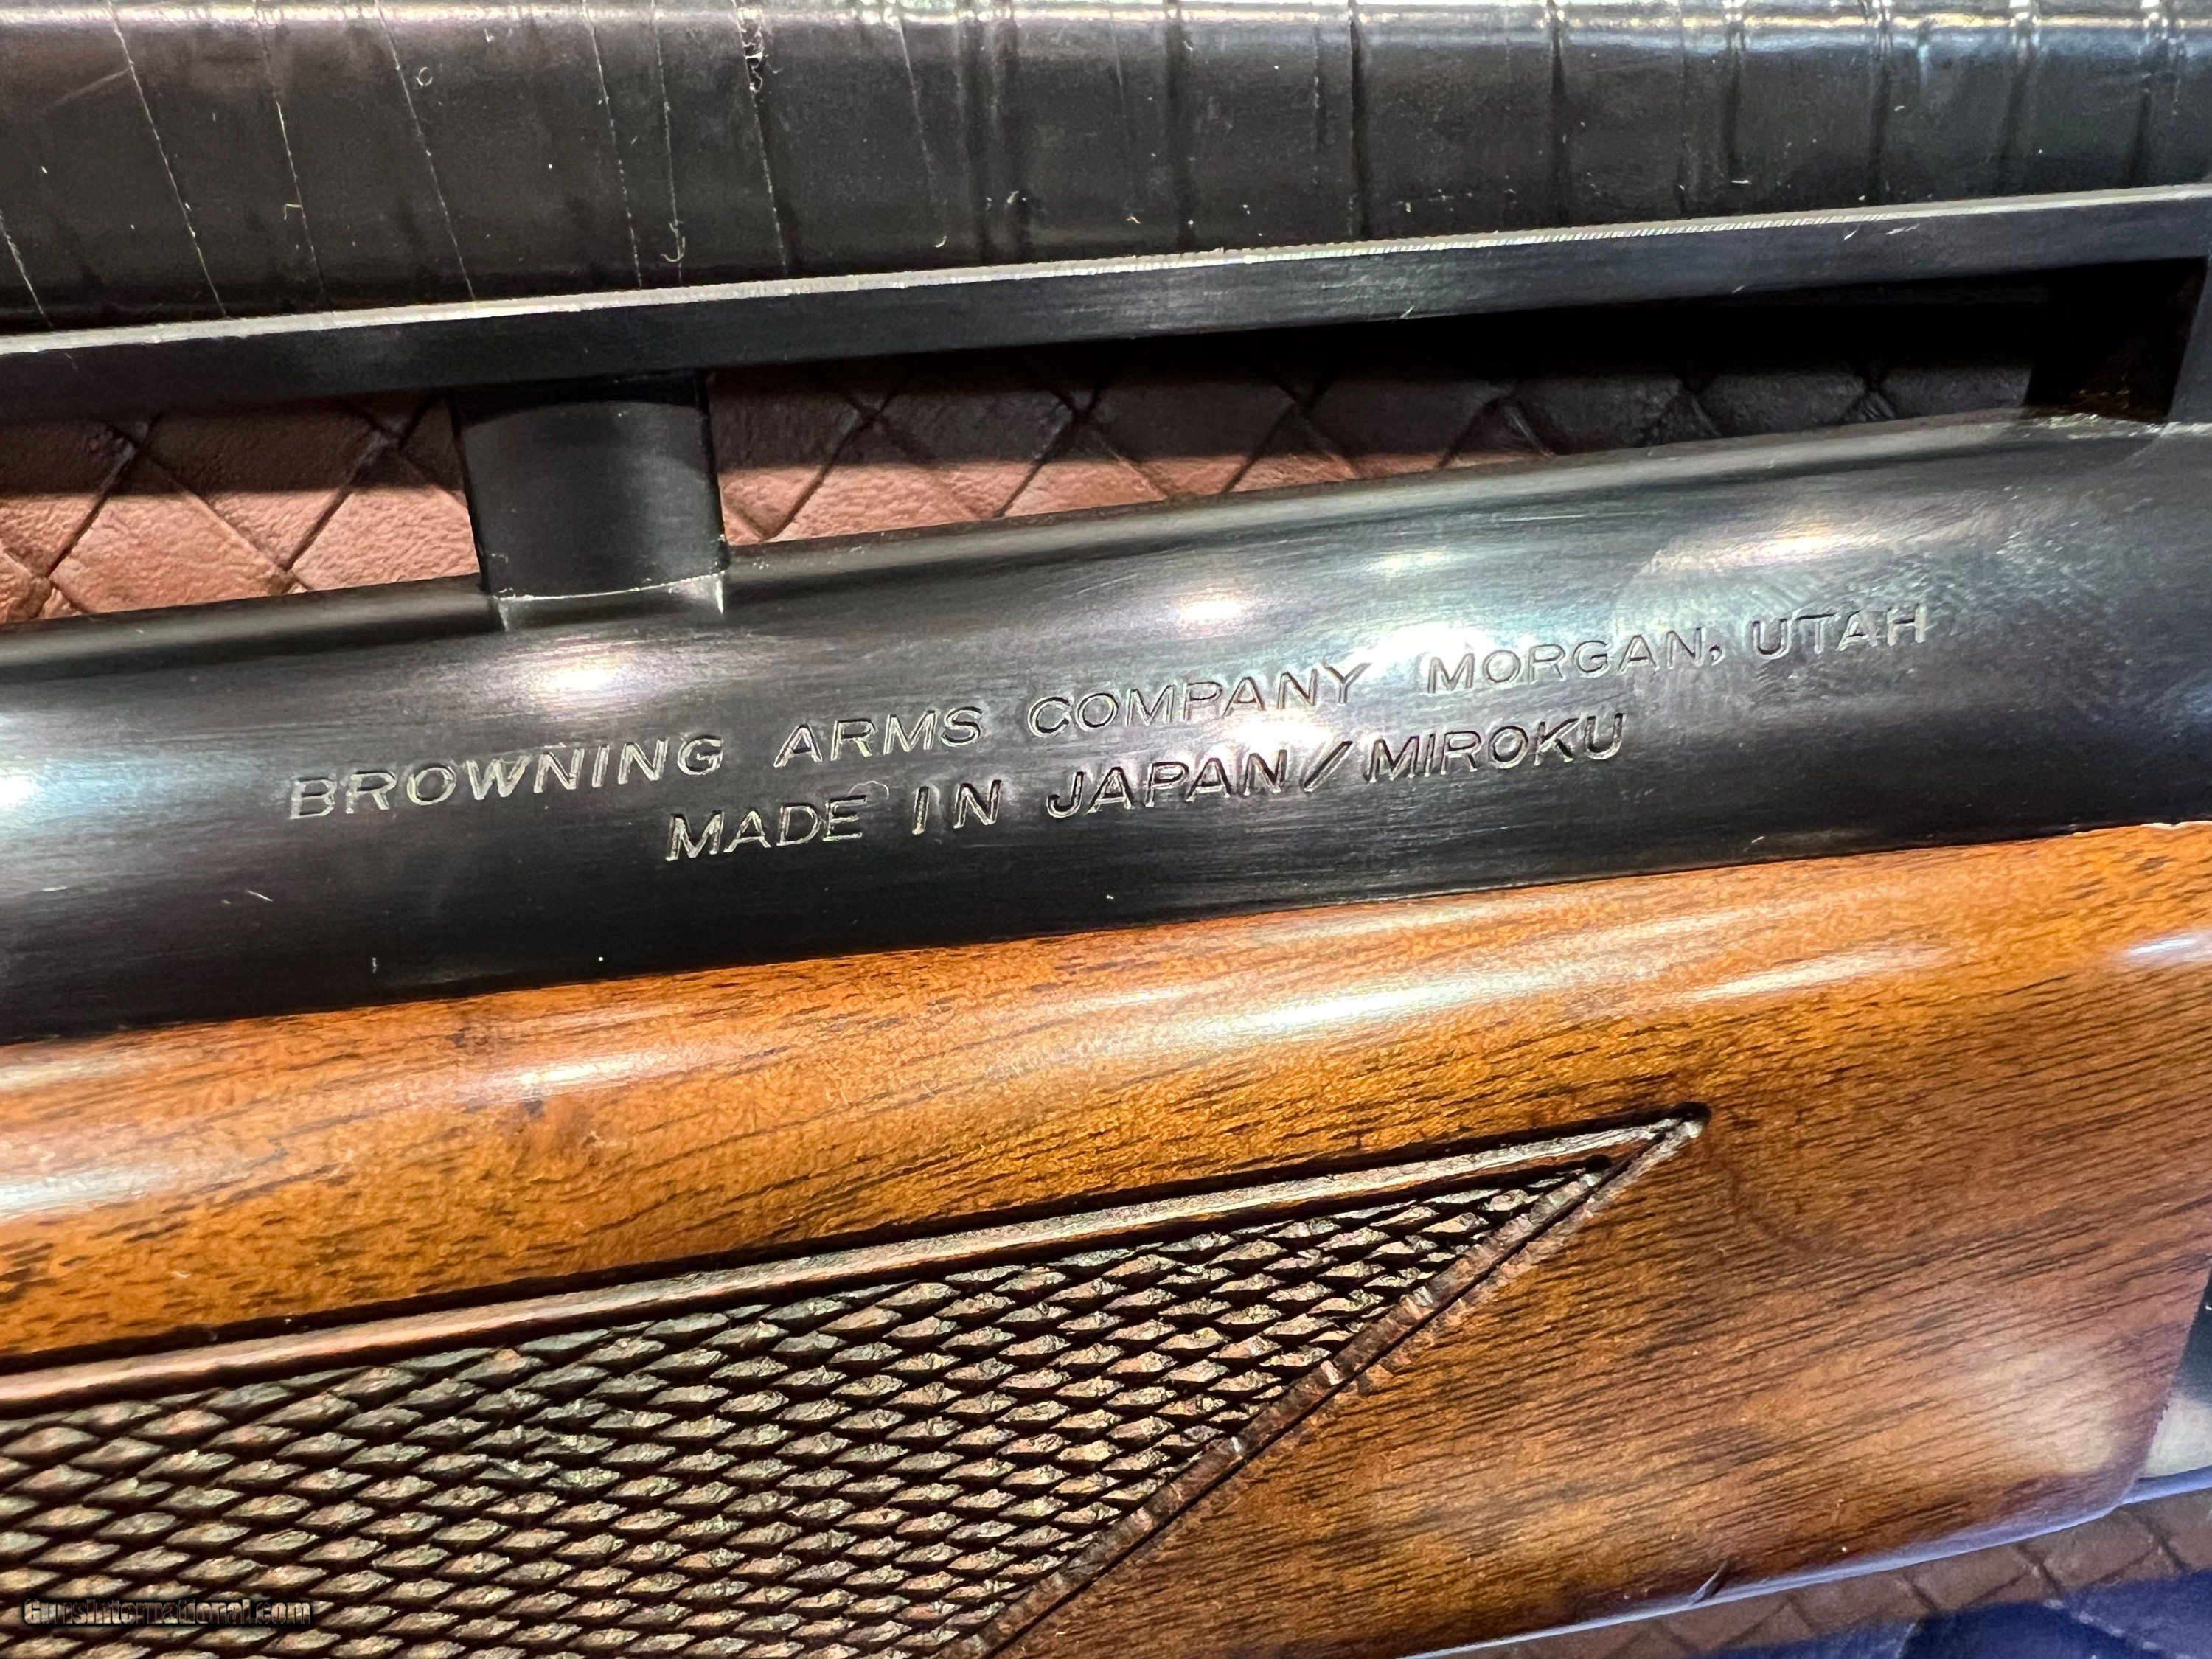 BROWNING ARMS COMPANY MORGAN, UTAH
MADE IN JAPAN/MIROKU
GunsInternational.com